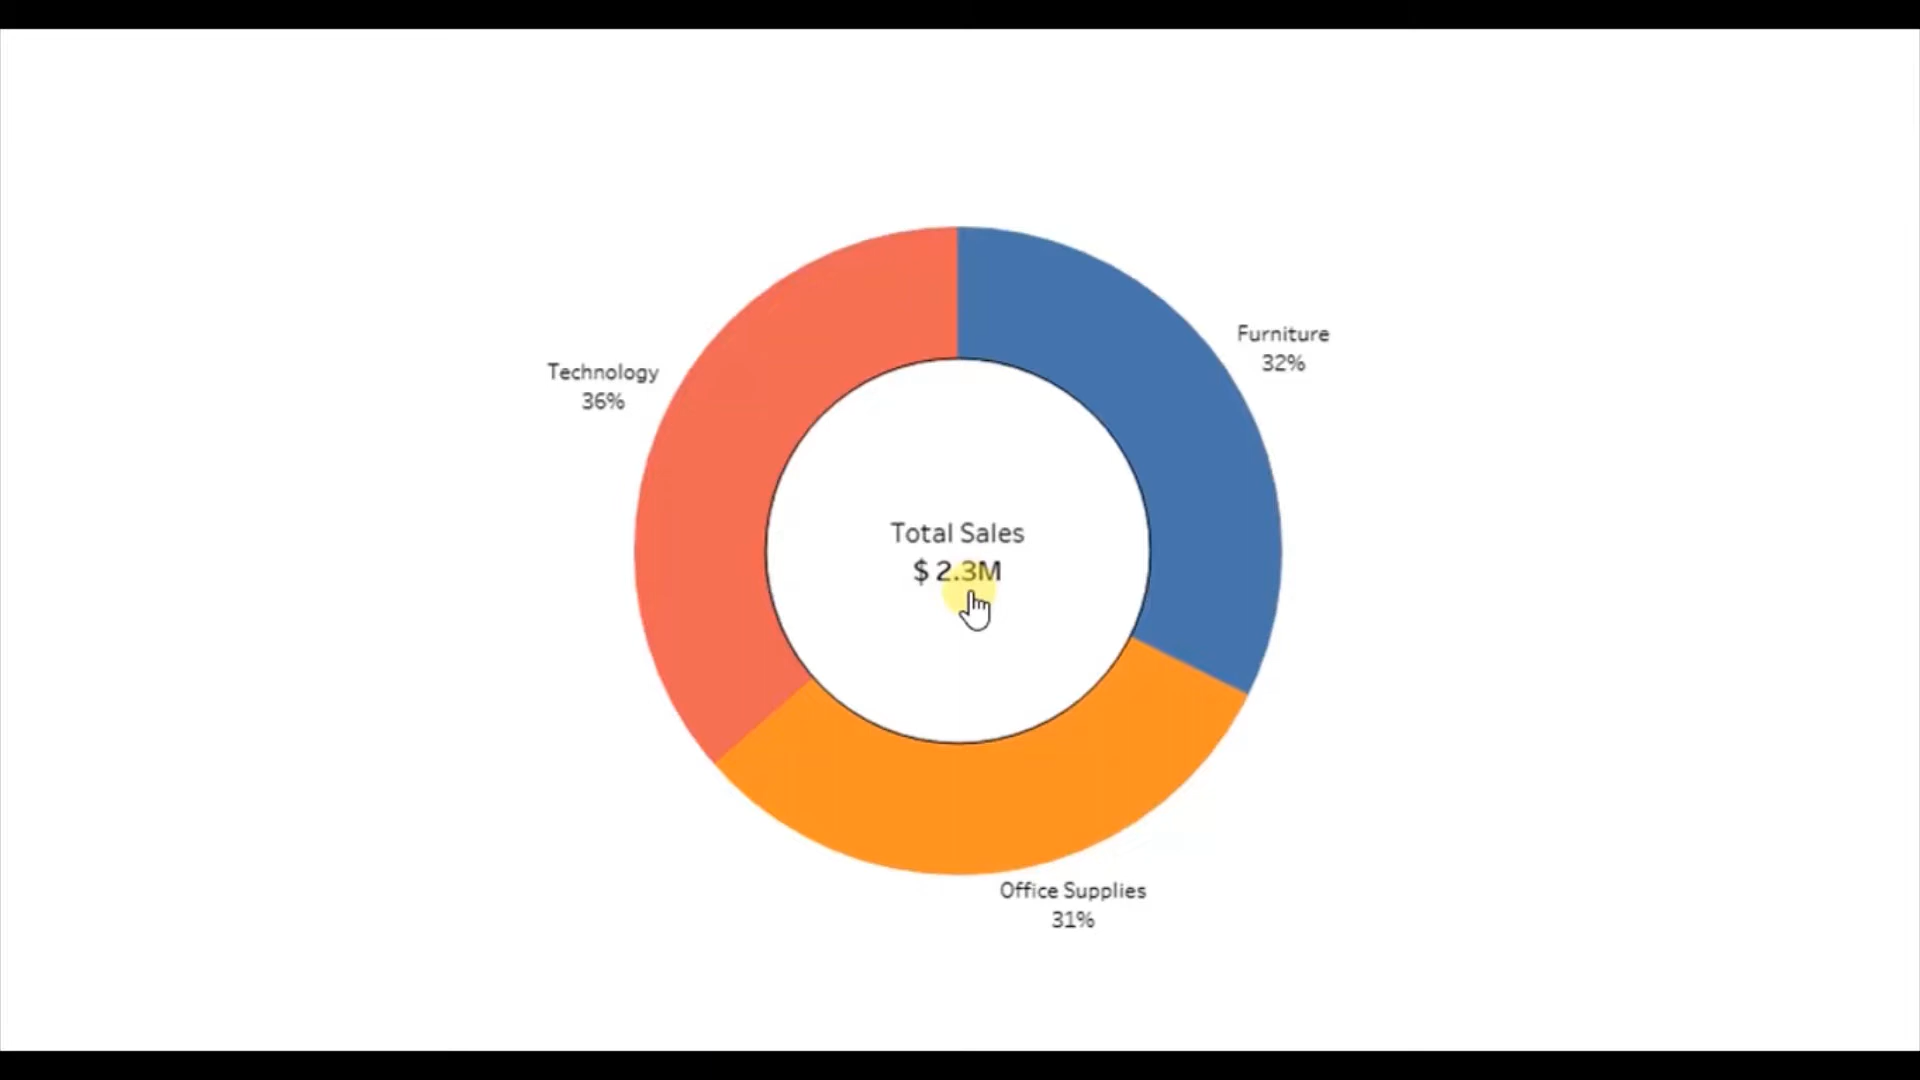 Furniture
32%
Technology
36%
Total Sales
$ 2.3M
Office Supplies
31%